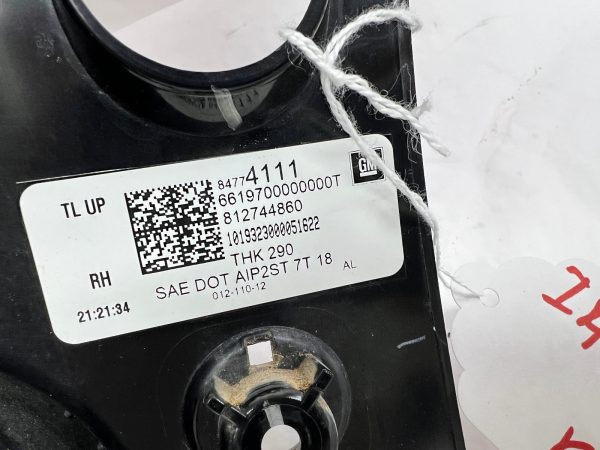 TL UP
84774111
GM
6619700000000T
812744860
1019323000051622
THK 290
RH
SAE DOT AIP2ST 7T 18 AL
21:21:34
012-110-12